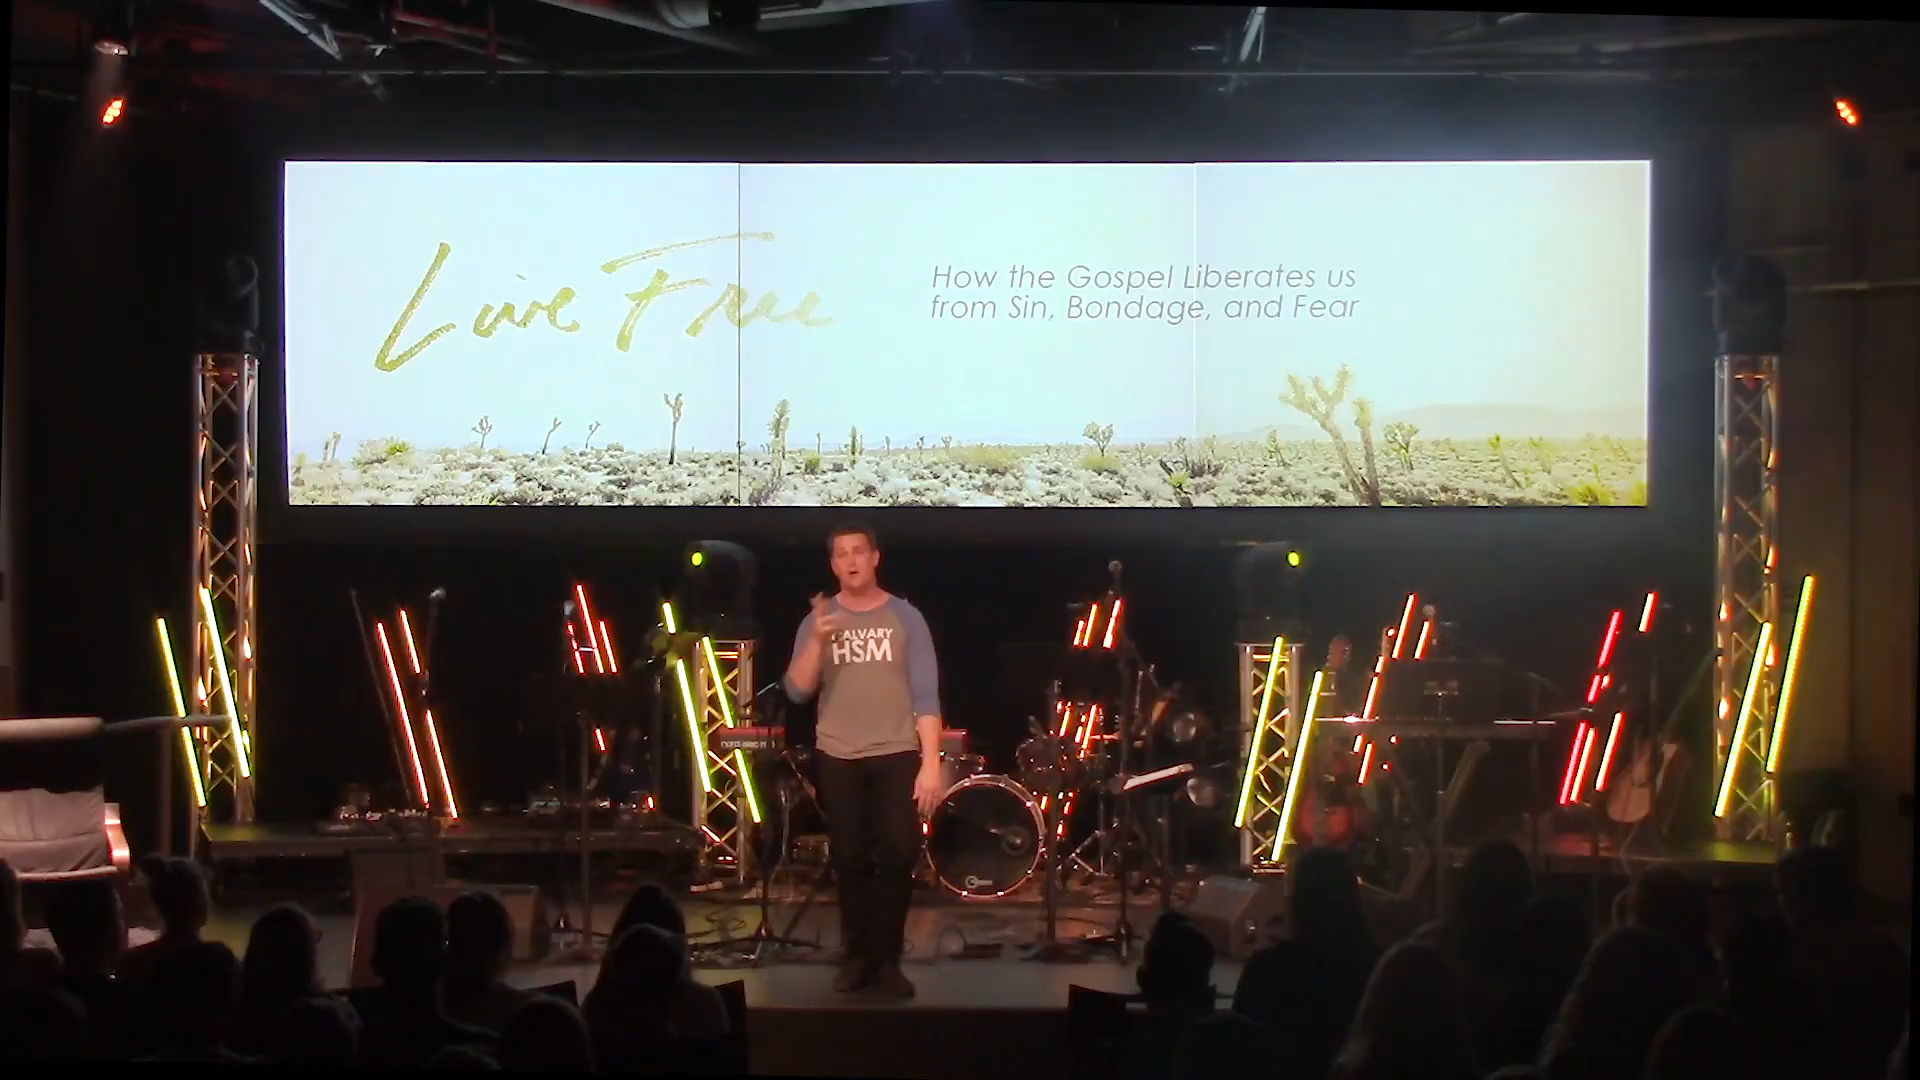 Live Free
How the Gospel Liberates us
from Sin, Bondage, and Fear
CALVARY
HSM